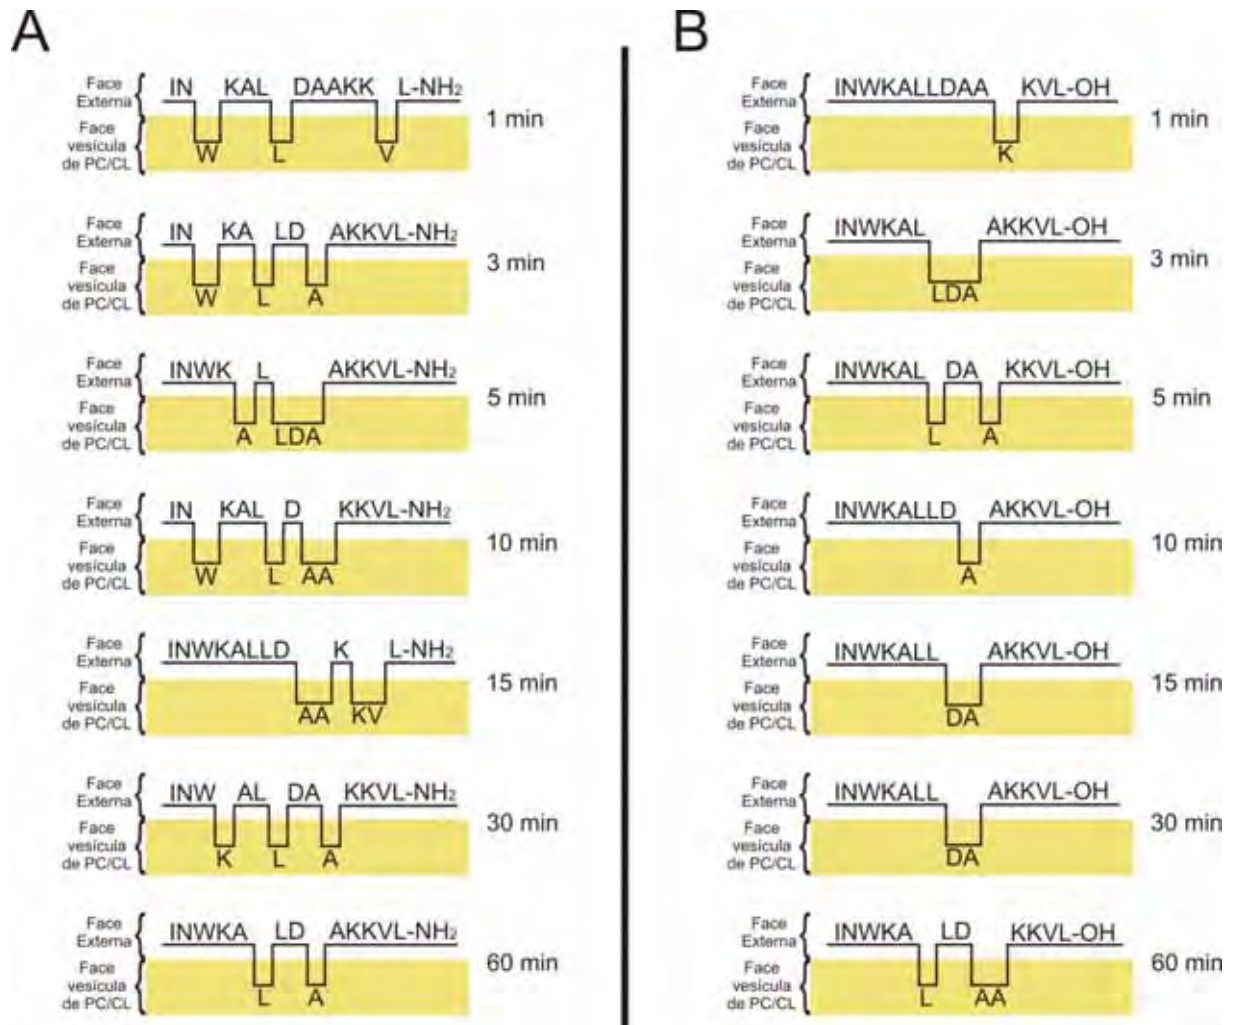 A
Face
Externa
IN KAL DAAKK L-NH₂
Face
vesícula
de PC/CL
W L V
1 min
Face
Externa
IN KA LD AKKVL-NH₂
Face
vesícula
de PC/CL
W L A
3 min
Face
Externa
INWK L AKKVL-NH₂
Face
vesícula
de PC/CL
A LDA
5 min
Face
Externa
IN KAL D KKVL-NH₂
Face
vesícula
de PC/CL
W L AA
10 min
Face
Externa
INWKALLD K L-NH₂
Face
vesícula
de PC/CL
AA KV
15 min
Face
Externa
INW AL DA KKVL-NH₂
Face
vesícula
de PC/CL
K L A
30 min
Face
Externa
INWKA LD AKKVL-NH₂
Face
vesícula
de PC/CL
L A
60 min
B
Face
Externa
INWKALLDAA KVL-OH
Face
vesícula
de PC/CL
K
1 min
Face
Externa
INWKAL AKKVL-OH
Face
vesícula
de PC/CL
LDA
3 min
Face
Externa
INWKAL DA KKVL-OH
Face
vesícula
de PC/CL
L A
5 min
Face
Externa
INWKALLD AKKVL-OH
Face
vesícula
de PC/CL
A
10 min
Face
Externa
INWKALL AKKVL-OH
Face
vesícula
de PC/CL
DA
15 min
Face
Externa
INWKALL AKKVL-OH
Face
vesícula
de PC/CL
DA
30 min
Face
Externa
INWKA LD KKVL-OH
Face
vesícula
de PC/CL
L AA
60 min